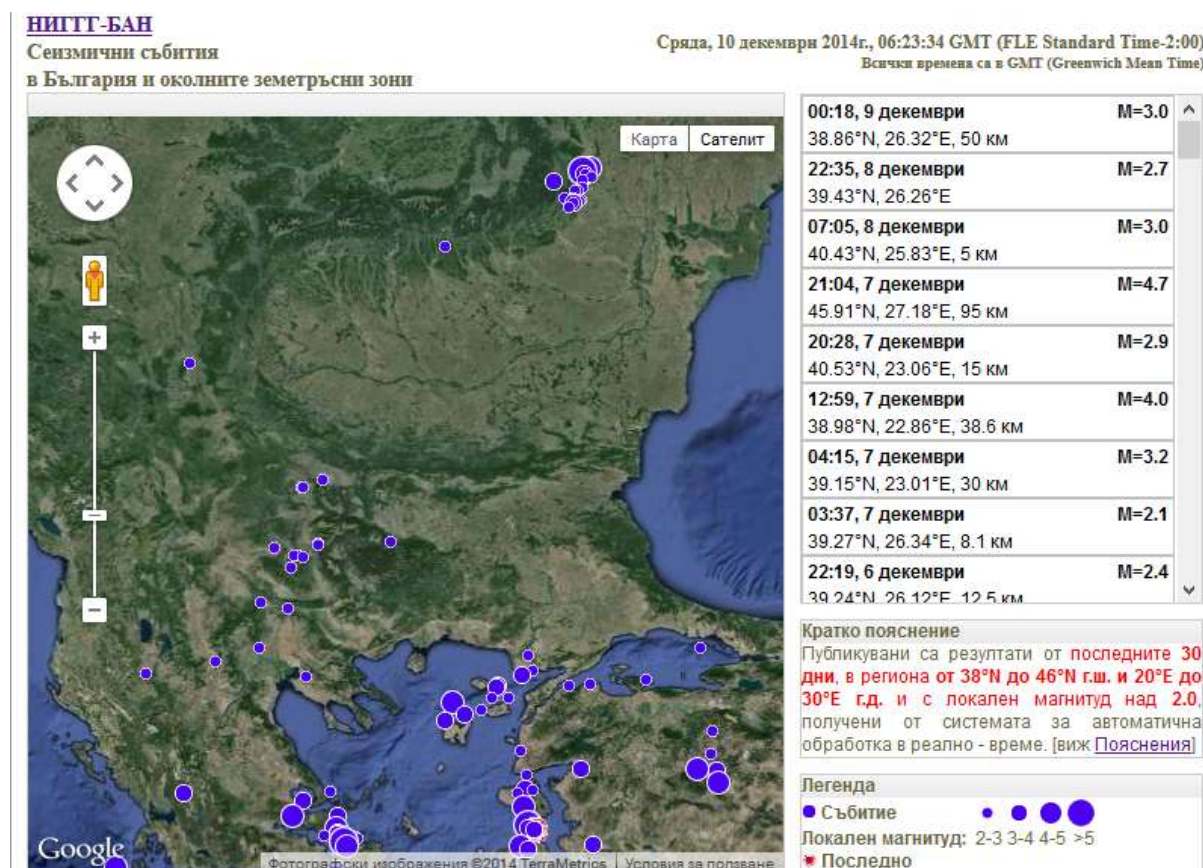 НИГГГ-БАН
Сеизмични събития
в България и околните земетръсни зони
Сряда, 10 декември 2014г., 06:23:34 GMT (FLE Standard Time-2:00)
Всички времена са в GMT (Greenwich Mean Time)
Карта Сателит
00:18, 9 декември M=3.0
38.86°N, 26.32°E, 50 км
22:35, 8 декември M=2.7
39.43°N, 26.26°E
07:05, 8 декември M=3.0
40.43°N, 25.83°E, 5 км
21:04, 7 декември M=4.7
45.91°N, 27.18°E, 95 км
20:28, 7 декември M=2.9
40.53°N, 23.06°E, 15 км
12:59, 7 декември M=4.0
38.98°N, 22.86°E, 38.6 км
04:15, 7 декември M=3.2
39.15°N, 23.01°E, 30 км
03:37, 7 декември M=2.1
39.27°N, 26.34°E, 8.1 км
22:19, 6 декември M=2.4
39.24°N, 26.12°E, 12.5 км
Кратко пояснение
Публикувани са резултати от последните 30
дни, в региона от 38°N до 46°N г.ш. и 20°E до
30°E г.д. и с локален магнитуд над 2.0,
получени от системата за автоматична
обработка в реално - време. [виж Пояснения]
Легенда
Събитие
Локален магнитуд: 2-3 3-4 4-5 >5
Последно
Google
Фотографски изображения ©2014 TerraMetrics Условия за ползване